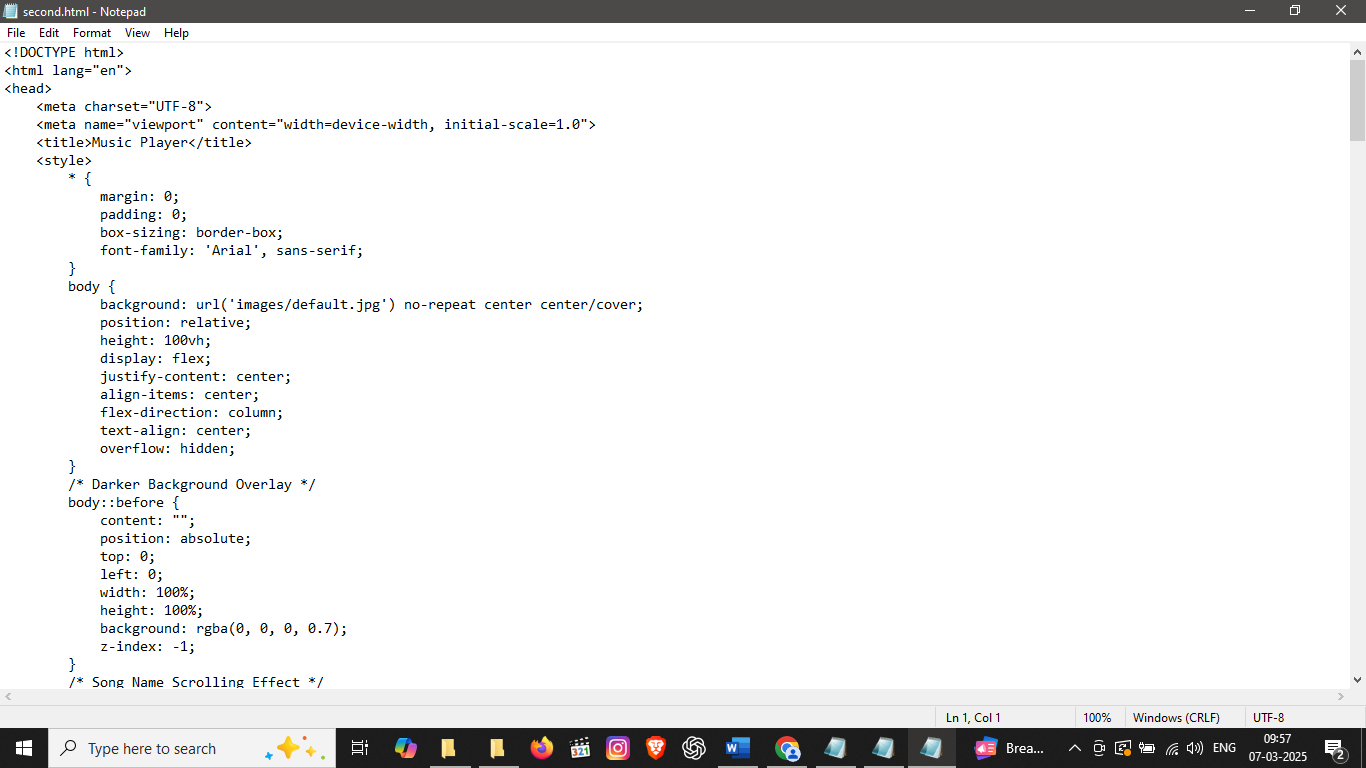 second.html - Notepad
File Edit Format View Help
<!DOCTYPE html>
<html lang="en">
<head>
    <meta charset="UTF-8">
    <meta name="viewport" content="width=device-width, initial-scale=1.0">
    <title>Music Player</title>
    <style>
        * {
            margin: 0;
            padding: 0;
            box-sizing: border-box;
            font-family: 'Arial', sans-serif;
        }
        body {
            background: url('images/default.jpg') no-repeat center center/cover;
            position: relative;
            height: 100vh;
            display: flex;
            justify-content: center;
            align-items: center;
            flex-direction: column;
            text-align: center;
            overflow: hidden;
        }
        /* Darker Background Overlay */
        body::before {
            content: "";
            position: absolute;
            top: 0;
            left: 0;
            width: 100%;
            height: 100%;
            background: rgba(0, 0, 0, 0.7);
            z-index: -1;
        }
        /* Song Name Scrolling Effect */
Ln 1, Col 1 100% Windows (CRLF) UTF-8
Type here to search
321
Brea...
ENG
09:57
07-03-2025
2